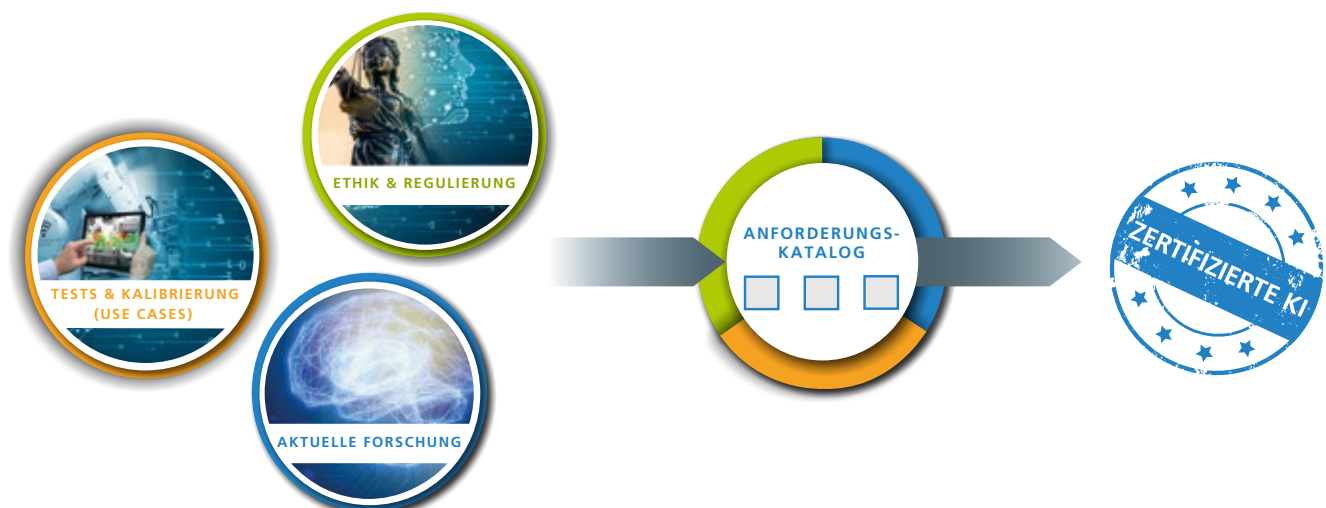 ETHIK & REGULIERUNG
TESTS & KALIBRIERUNG
(USE CASES)
AKTUELLE FORSCHUNG
ANFORDERUNGS-
KATALOG
ZERTIFIZIERTE KI